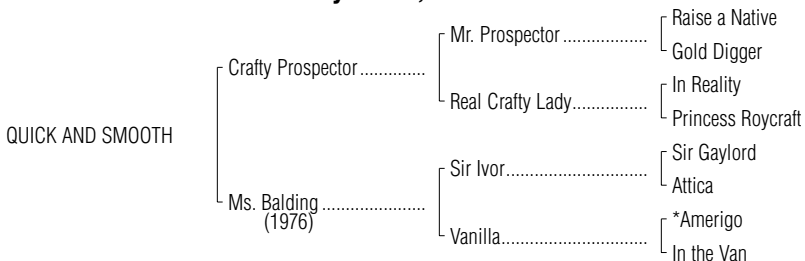 Raise a Native
Mr. Prospector ....................
Gold Digger
Crafty Prospector ..............
In Reality
Real Crafty Lady .................
Princess Roycraft
QUICK AND SMOOTH
Sir Gaylord
Sir Ivor ................................
Attica
Ms. Balding ......................
(1976)
*Amerigo
Vanilla .................................
In the Van